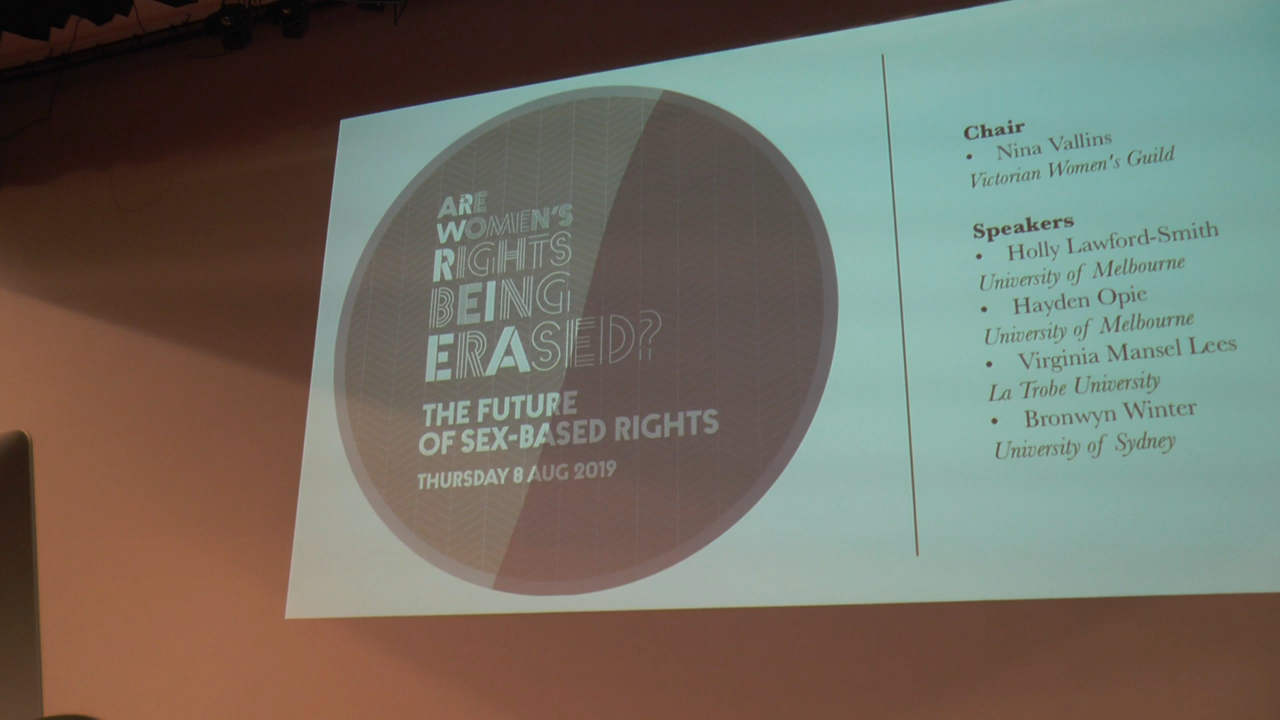 ARE
WOMEN'S
RIGHTS
BEING
ERASED?
THE FUTURE
OF SEX-BASED RIGHTS
THURSDAY 8 AUG 2019
Chair
• Nina Vallins
Victorian Women's Guild
Speakers
• Holly Lawford-Smith
University of Melbourne
• Hayden Opie
University of Melbourne
• Virginia Mansel Lees
La Trobe University
• Bronwyn Winter
University of Sydney